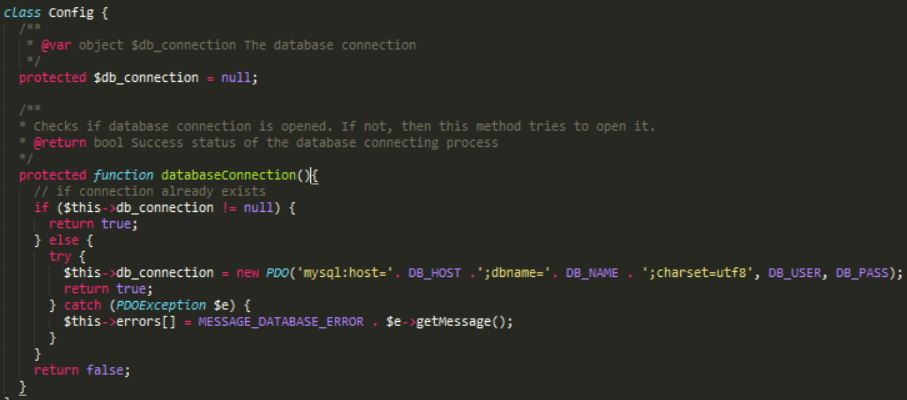 class Config {
  /**
   * @var object $db_connection The database connection
   */
  protected $db_connection = null;

  /**
  * Checks if database connection is opened. If not, then this method tries to open it.
  * @return bool Success status of the database connecting process
  */
  protected function databaseConnection(){
    // if connection already exists
    if ($this->db_connection != null) {
      return true;
    } else {
      try {
        $this->db_connection = new PDO('mysql:host='. DB_HOST .';dbname='. DB_NAME . ';charset=utf8', DB_USER, DB_PASS);
        return true;
      } catch (PDOException $e) {
        $this->errors[] = MESSAGE_DATABASE_ERROR . $e->getMessage();
      }
    }
    return false;
  }
}